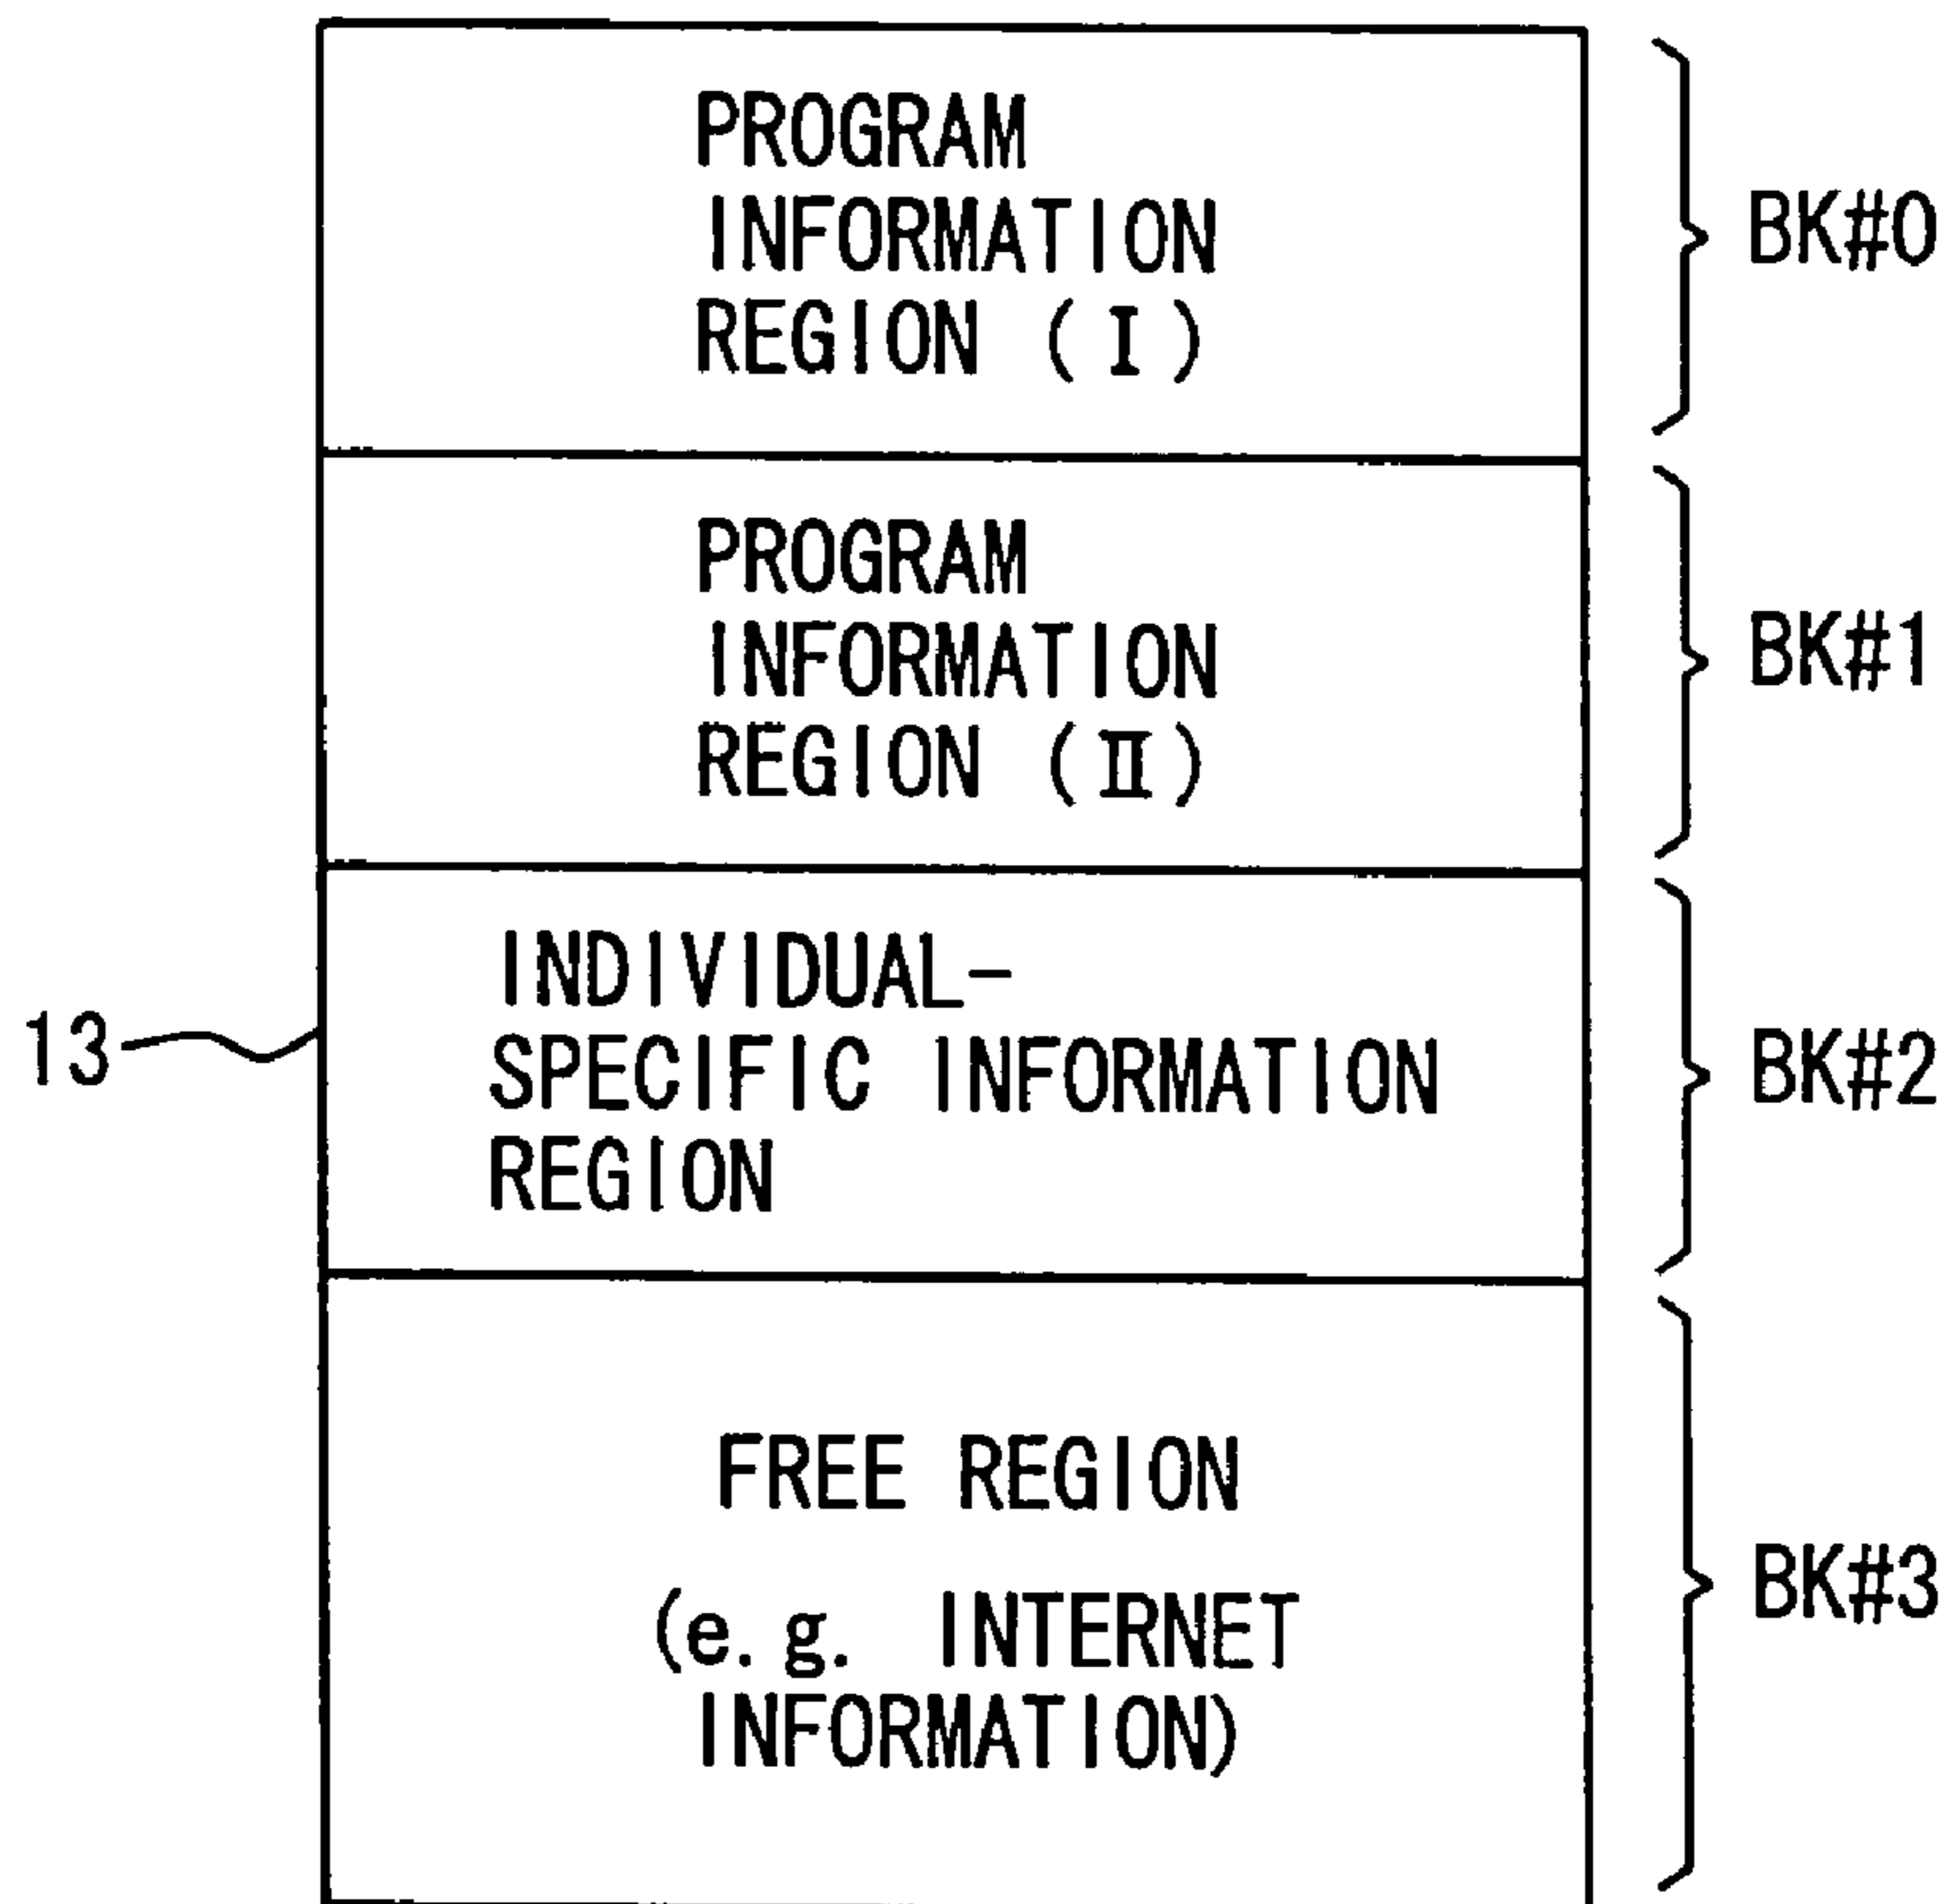 PROGRAM
INFORMATION
REGION (I)
BK#0
PROGRAM
INFORMATION
REGION (II)
BK#1
INDIVIDUAL-
SPECIFIC INFORMATION
REGION
13
BK#2
FREE REGION
(e.g. INTERNET
INFORMATION)
BK#3